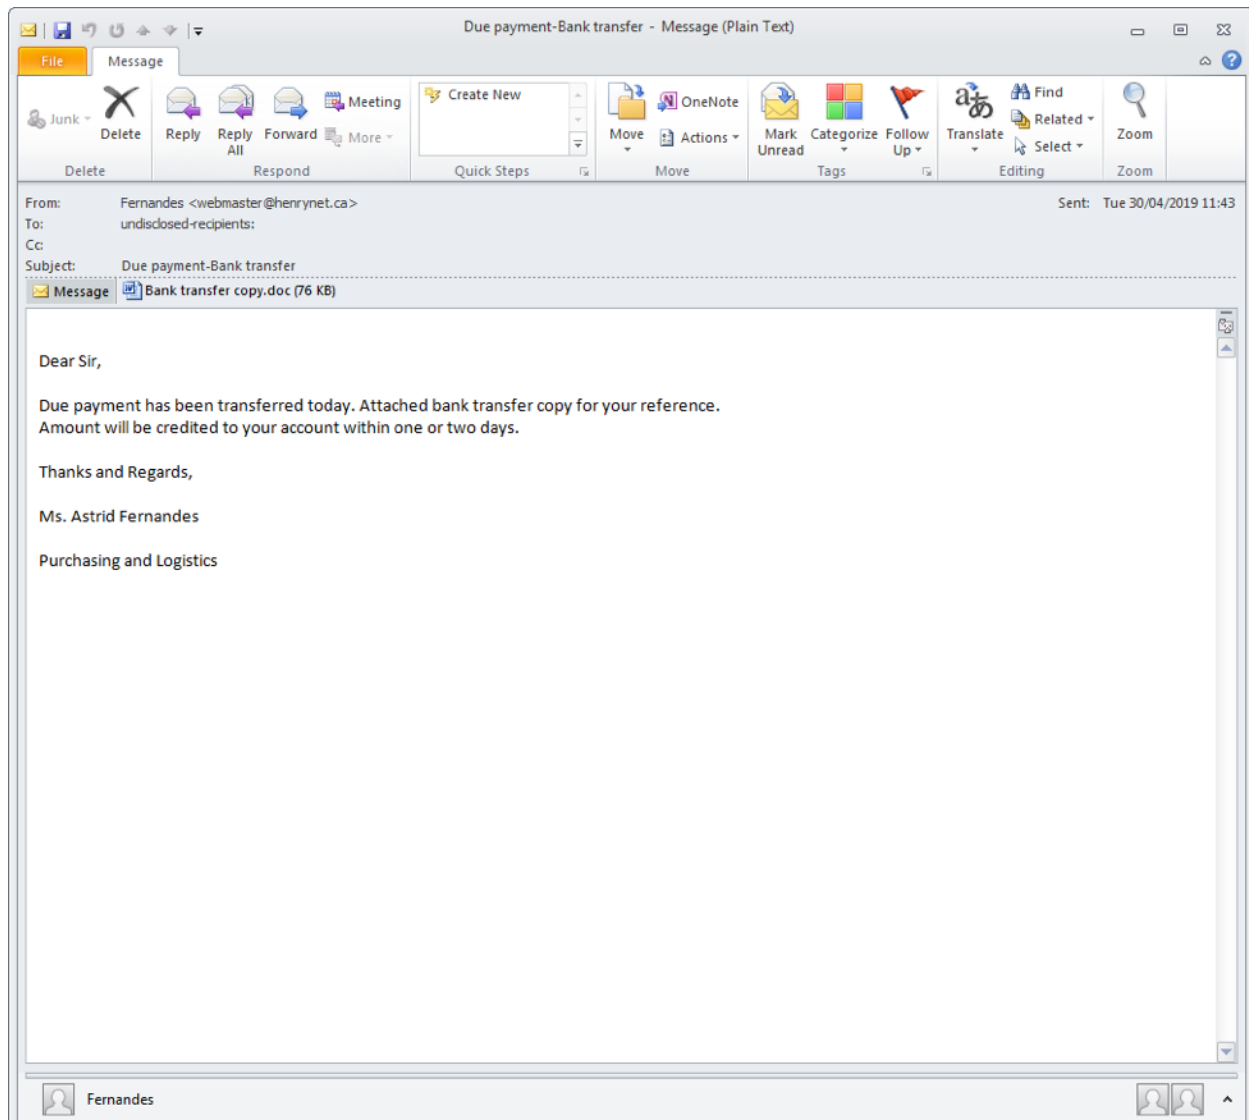 Due payment-Bank transfer - Message (Plain Text)
File Message
Junk
Delete
Reply
Reply All
Forward
Meeting
More
Create New
Move
OneNote
Actions
Mark Unread
Categorize
Follow Up
Translate
Find
Related
Select
Zoom
Delete Respond Quick Steps Move Tags Editing Zoom
From: Fernandes <webmaster@henrynet.ca> Sent: Tue 30/04/2019 11:43
To: undisclosed-recipients:
Cc:
Subject: Due payment-Bank transfer
Message Bank transfer copy.doc (76 KB)
Dear Sir,
Due payment has been transferred today. Attached bank transfer copy for your reference.
Amount will be credited to your account within one or two days.
Thanks and Regards,
Ms. Astrid Fernandes
Purchasing and Logistics
Fernandes